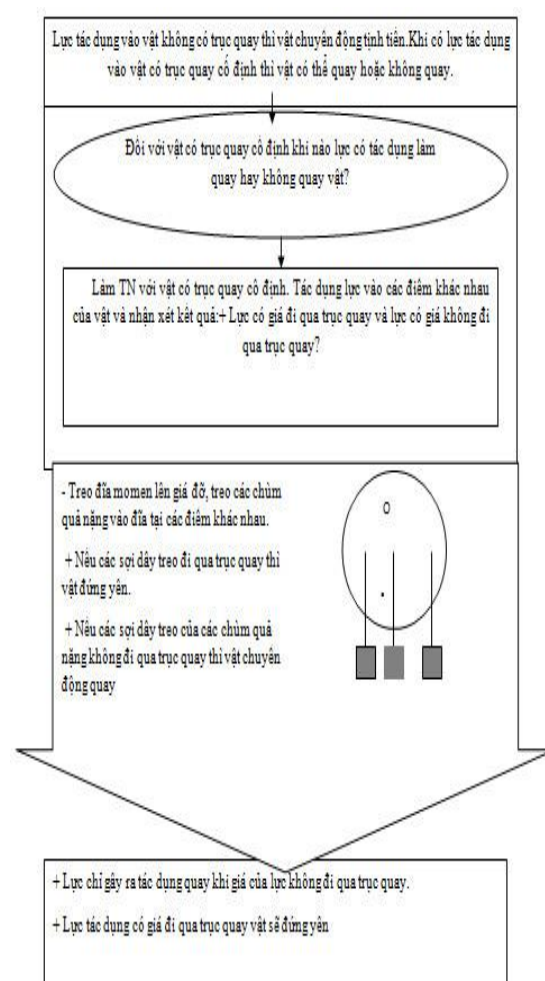 Lực tác dụng vào vật không có trục quay thì vật chuyên động tịnh tiến.Khi có lực tác dụng
vào vật có trục quay cố định thì vật có thể quay hoặc không quay.
Đối với vật có trục quay cố định khi nào lực có tác dụng làm
quay hay không quay vật?
Làm TN với vật có trục quay cố định. Tác dụng lực vào các điểm khác nhau
của vật và nhận xét kết quả:+ Lực có giá đi qua trục quay và lực có giá không đi
qua trục quay?
- Treo đĩa momen lên giá đỡ, treo các chùm
quả nặng vào đĩa tại các điểm khác nhau.
+ Nếu các sợi dây treo đi qua trục quay thì
vật đứng yên.
+ Nếu các sợi dây treo của các chùm quả
nặng không đi qua trục quay thì vật chuyển
động quay
O
+ Lực chỉ gây ra tác dụng quay khi giá của lực không đi qua trục quay.
+ Lực tác dụng có giá đi qua trục quay vật sẽ đứng yên